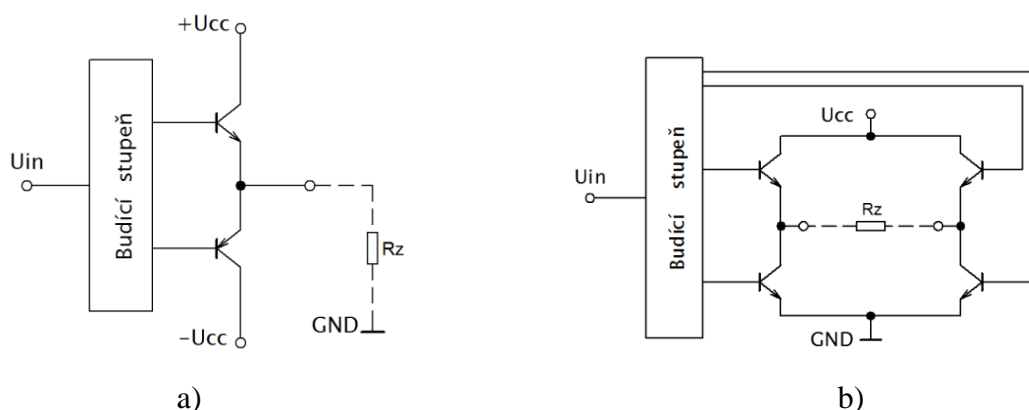 +Ucc
Uin
Budící stupeň
Rz
GND
-Ucc
a)
Ucc
Uin
Budící stupeň
Rz
GND
b)